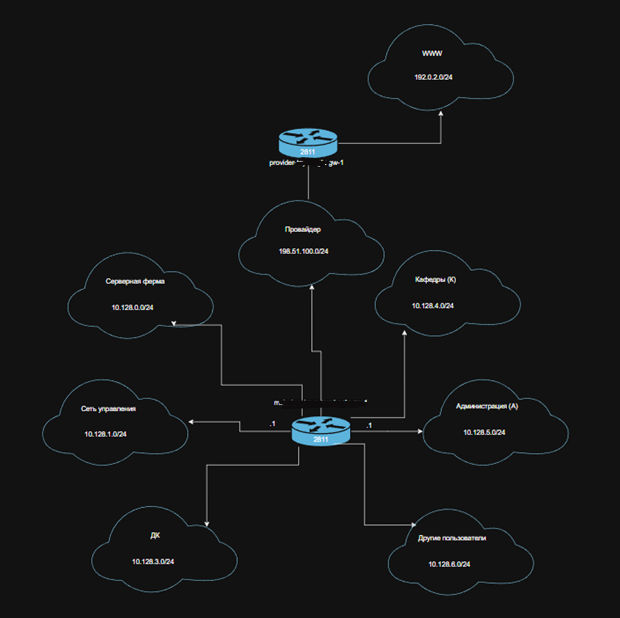 WWW
192.0.2.0/24
2811
provider-
gw-1
Провайдер
198.51.100.0/24
Серверная ферма
10.128.0.0/24
Кафедры (К)
10.128.4.0/24
Сеть управления
10.128.1.0/24
.1
2811
.1
Администрация (А)
10.128.5.0/24
ДК
10.128.3.0/24
Другие пользователи
10.128.6.0/24